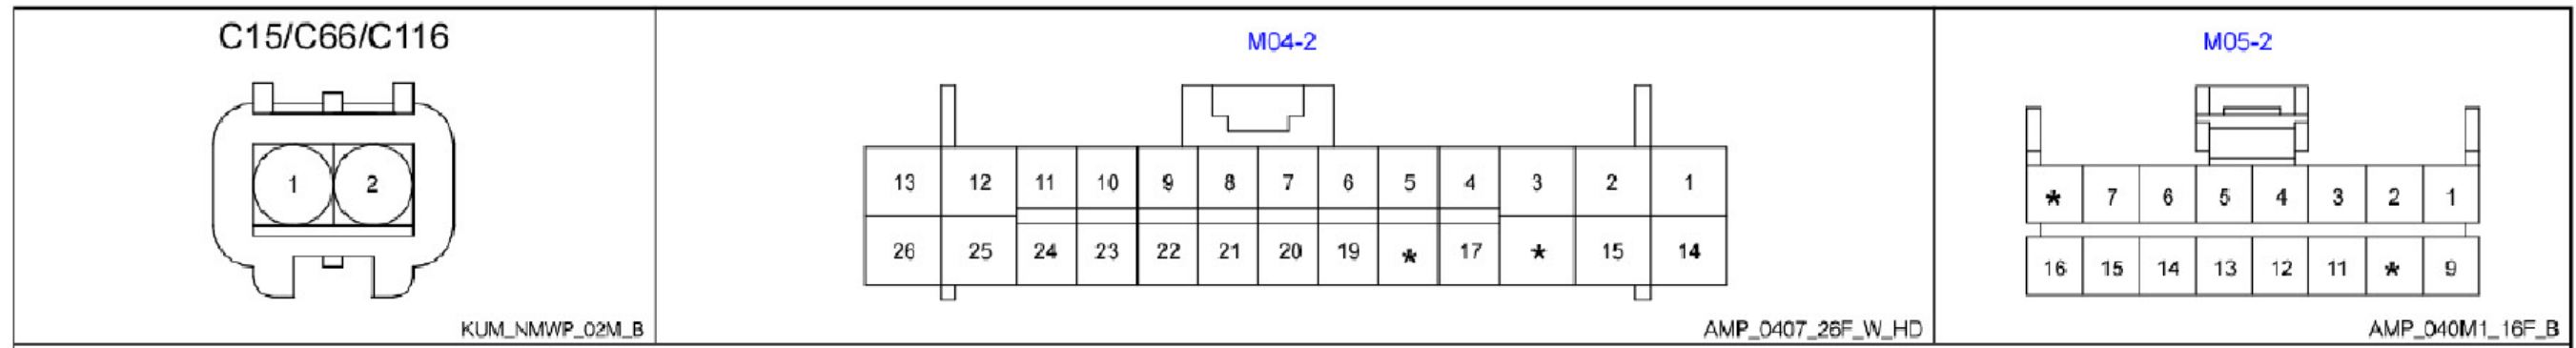 C15/C66/C116
1 2
KUM_NMWP_02M_B
M04-2
13 12 11 10 9 8 7 6 5 4 3 2 1
26 25 24 23 22 21 20 19 * 17 * 15 14
AMP_0407_26F_W_HD
M05-2
* 7 6 5 4 3 2 1
16 15 14 13 12 11 * 9
AMP_040M1_16F_B